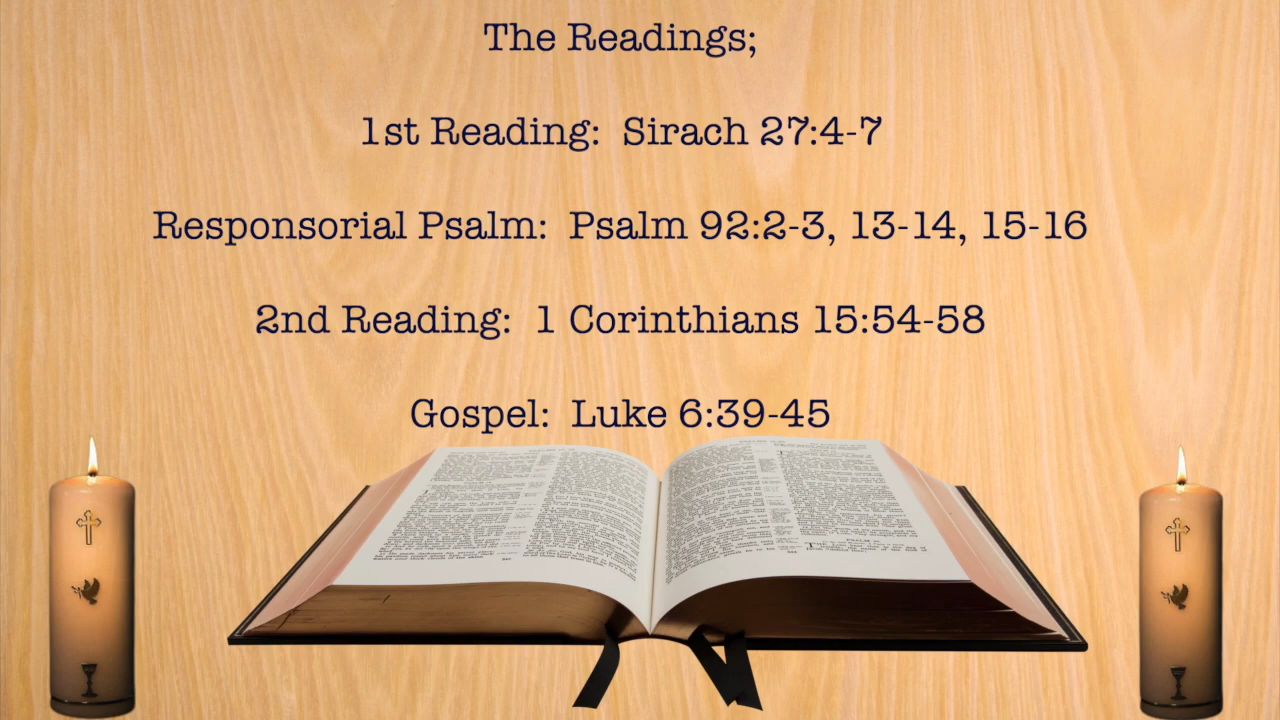 The Readings;
1st Reading: Sirach 27:4-7
Responsorial Psalm: Psalm 92:2-3, 13-14, 15-16
2nd Reading: 1 Corinthians 15:54-58
Gospel: Luke 6:39-45